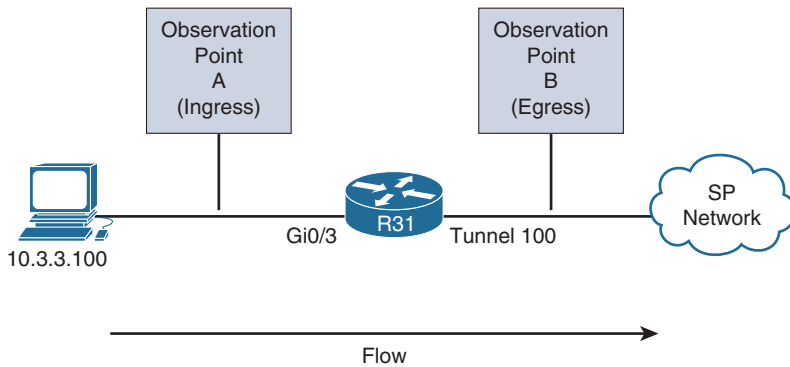 Observation
Point
A
(Ingress)
Observation
Point
B
(Egress)
SP
Network
R31
Gi0/3
Tunnel 100
10.3.3.100
Flow